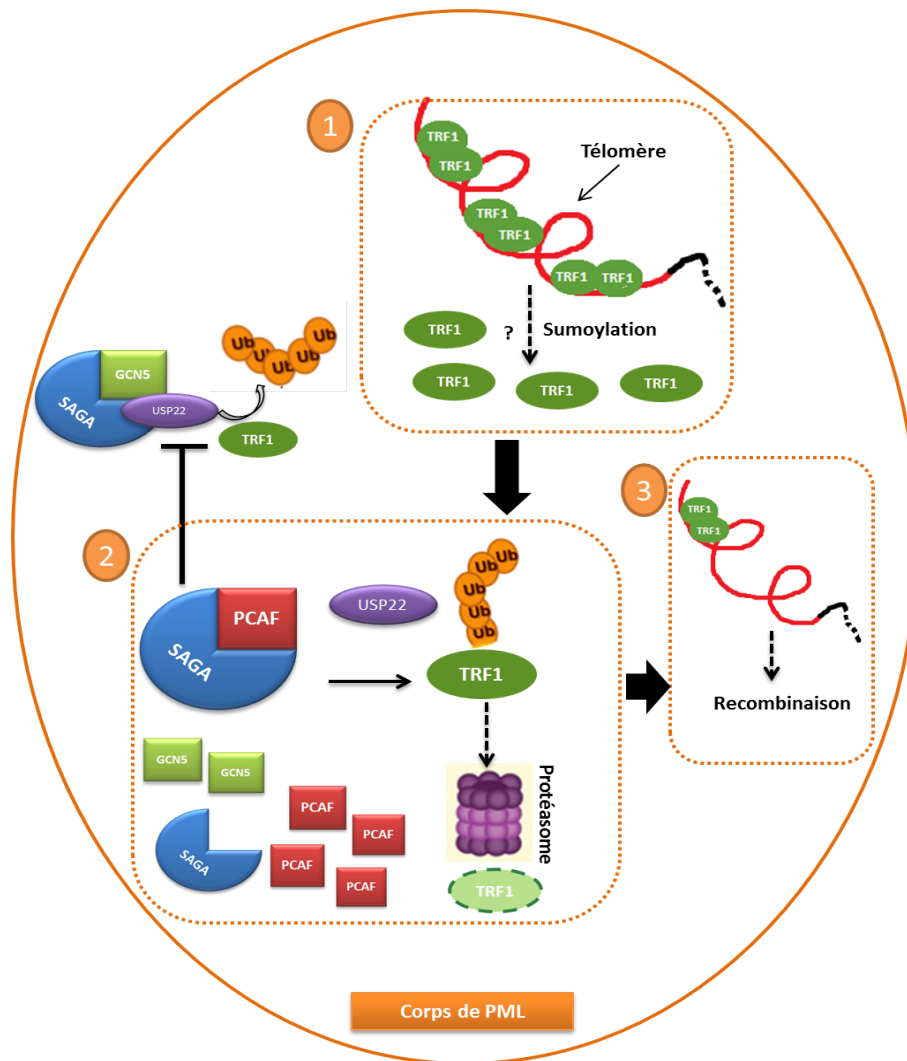 1
TRF1
TRF1
Télomère
TRF1
TRF1
TRF1
TRF1
TRF1
?
Sumoylation
TRF1
TRF1
TRF1
Ub
Ub
Ub
Ub
Ub
GCN5
SAGA
USP22
TRF1
2
PCAF
SAGA
USP22
Ub
Ub
Ub
Ub
Ub
TRF1
GCN5
GCN5
SAGA
PCAF
PCAF
PCAF
PCAF
Protéasome
TRF1
3
TRF1
TRF1
Recombinaison
Corps de PML